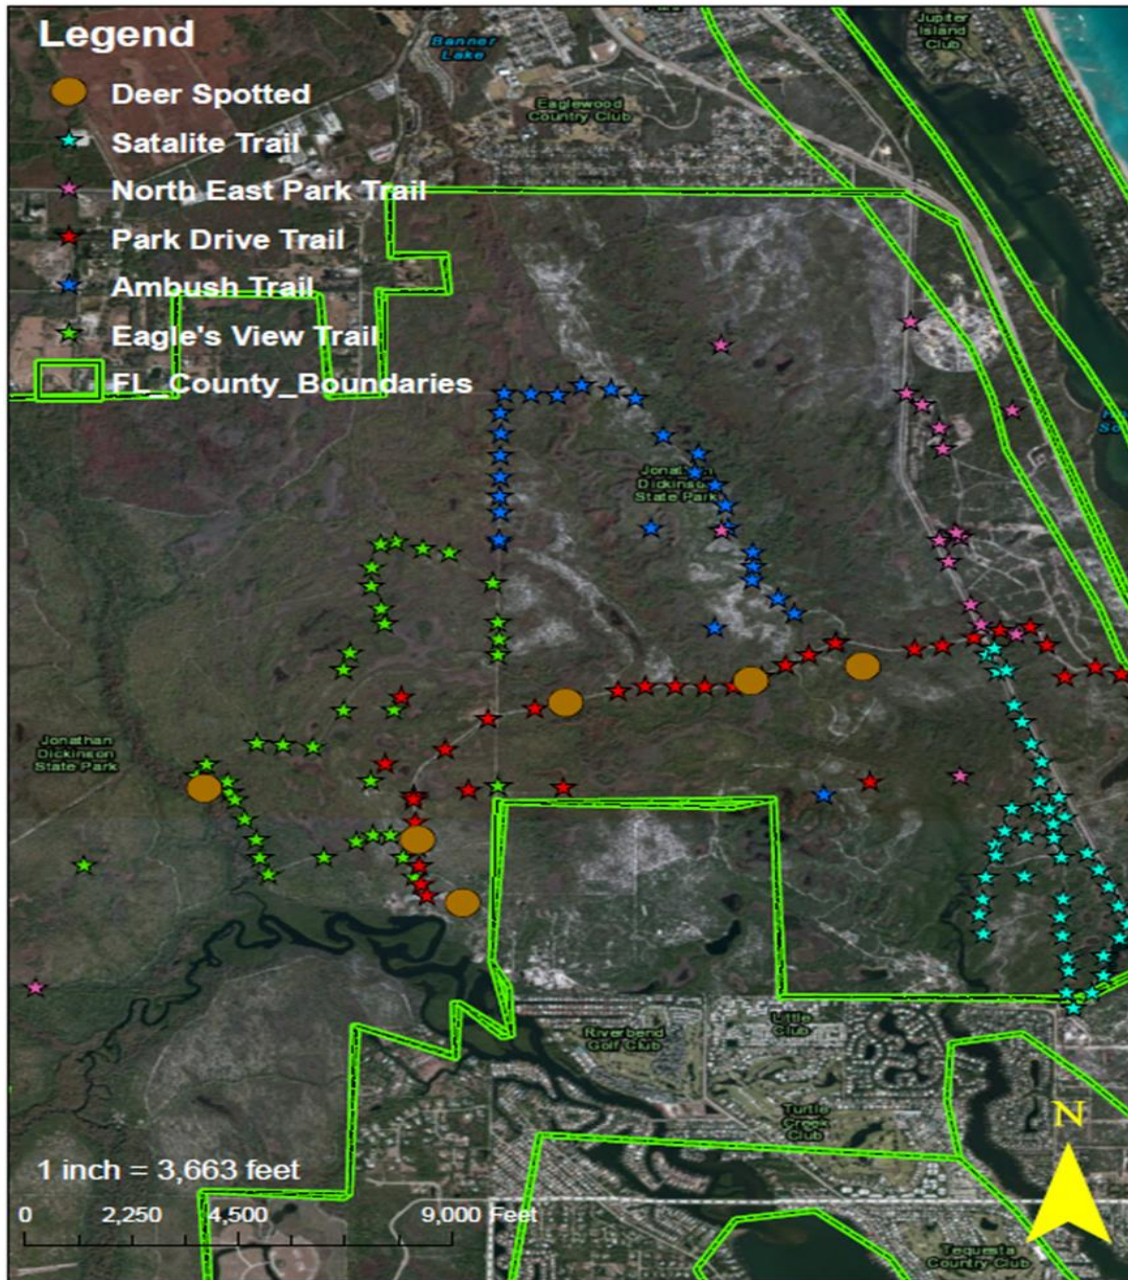 Legend
Deer Spotted
Satalite Trail
North East Park Trail
Park Drive Trail
Ambush Trail
Eagle's View Trail
FL_County_Boundaries
Banner
Lake
Jupiter
Island
Club
Eaglewood
Country Club
Jonathan
Dickinson
State Park
Jonathan
Dickinson
State Park
Riverbend
Golf Club
Little
Club
Turtle
Creek
Club
Tequesta
Country Club
N
1 inch = 3,663 feet
0 2,250 4,500 9,000 Feet